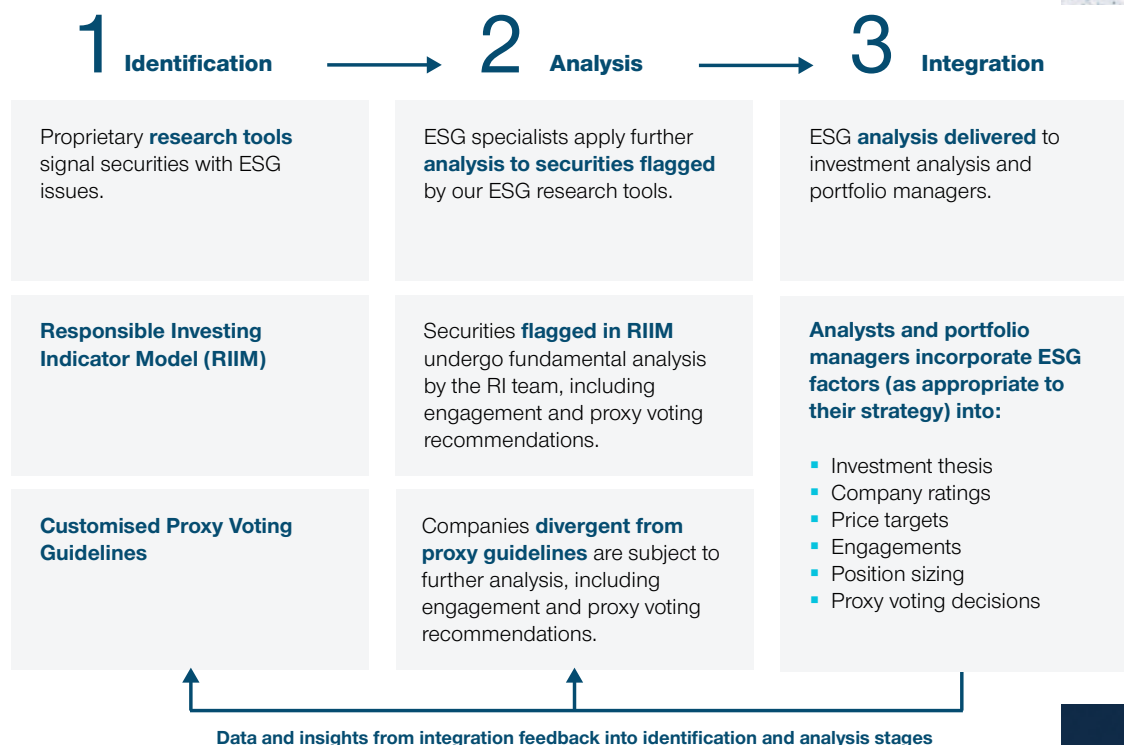 1 Identification
2 Analysis
3 Integration
Proprietary research tools
signal securities with ESG
issues.
ESG specialists apply further
analysis to securities flagged
by our ESG research tools.
ESG analysis delivered to
investment analysis and
portfolio managers.
Responsible Investing
Indicator Model (RIIM)
Securities flagged in RIIM
undergo fundamental analysis
by the RI team, including
engagement and proxy voting
recommendations.
Analysts and portfolio
managers incorporate ESG
factors (as appropriate to
their strategy) into:
▪ Investment thesis
▪ Company ratings
▪ Price targets
▪ Engagements
▪ Position sizing
▪ Proxy voting decisions
Customised Proxy Voting
Guidelines
Companies divergent from
proxy guidelines are subject to
further analysis, including
engagement and proxy voting
recommendations.
Data and insights from integration feedback into identification and analysis stages